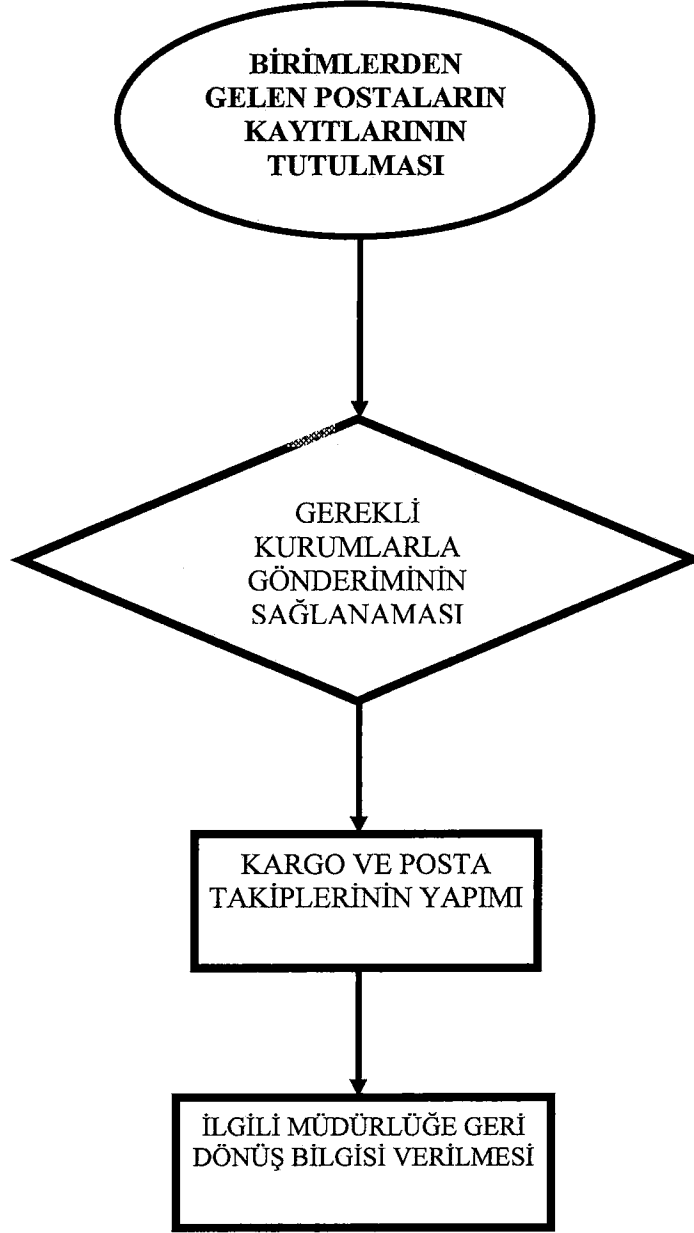 BİRİMLERDEN
GELEN POSTALARIN
KAYITLARININ
TUTULMASI
GEREKLİ
KURUMLARLA
GÖNDERİMİNİN
SAĞLANAMASI
KARGO VE POSTA
TAKİPLERİNİN YAPIMI
İLGİLİ MÜDÜRLÜĞE GERİ
DÖNÜŞ BİLGİSİ VERİLMESİ